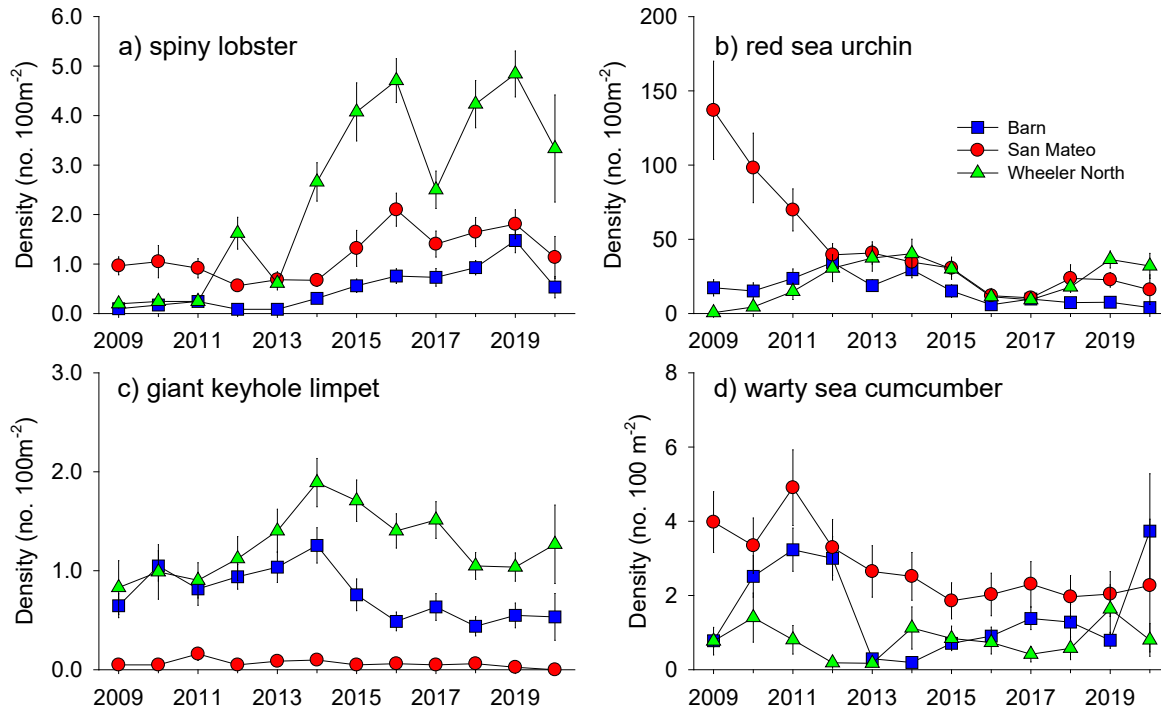 a) spiny lobster
Density (no. 100m⁻²)
6.0
5.0
4.0
3.0
2.0
1.0
0.0
2009 2011 2013 2015 2017 2019
b) red sea urchin
Density (no. 100m⁻²)
200
150
100
50
0
Barn
San Mateo
Wheeler North
2009 2011 2013 2015 2017 2019
c) giant keyhole limpet
Density (no. 100m⁻²)
3.0
2.0
1.0
0.0
2009 2011 2013 2015 2017 2019
d) warty sea cumcumber
Density (no. 100 m⁻²)
8
6
4
2
0
2009 2011 2013 2015 2017 2019